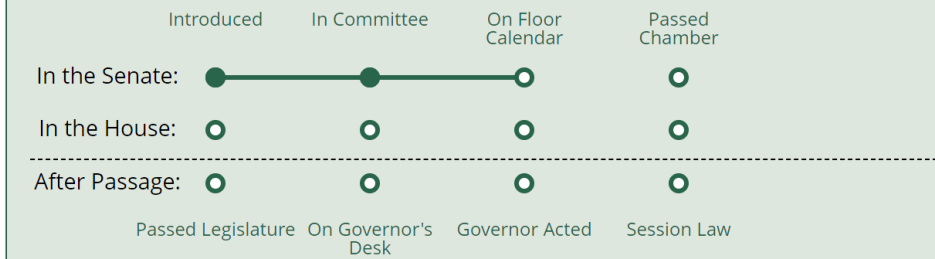 Introduced In Committee On Floor Calendar Passed Chamber
In the Senate:
In the House:
After Passage:
Passed Legislature On Governor's Desk Governor Acted Session Law